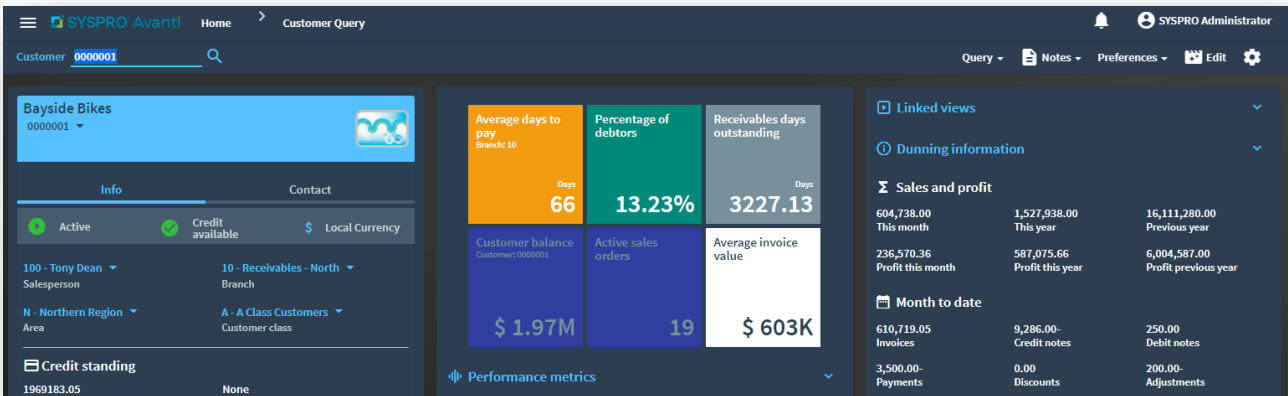 SYSPRO Avanti Home > Customer Query SYSPRO Administrator
Customer 0000001 Query Notes Preferences Edit
Bayside Bikes
0000001
Info Contact
Active Credit available $ Local Currency
100 - Tony Dean 10 - Receivables - North
Salesperson Branch
N - Northern Region A - A Class Customers
Area Customer class
Credit standing
1969183.05 None
Average days to pay
Branch: 10
Days
66
Percentage of debtors
13.23%
Receivables days outstanding
Days
3227.13
Customer balance
Customer: 0000001
$ 1.97M
Active sales orders
19
Average invoice value
$ 603K
Performance metrics
Linked views
Dunning information
Σ Sales and profit
604,738.00 1,527,938.00 16,111,280.00
This month This year Previous year
236,570.36 587,075.66 6,004,587.00
Profit this month Profit this year Profit previous year
Month to date
610,719.05 9,286.00- 250.00
Invoices Credit notes Debit notes
3,500.00- 0.00 200.00-
Payments Discounts Adjustments